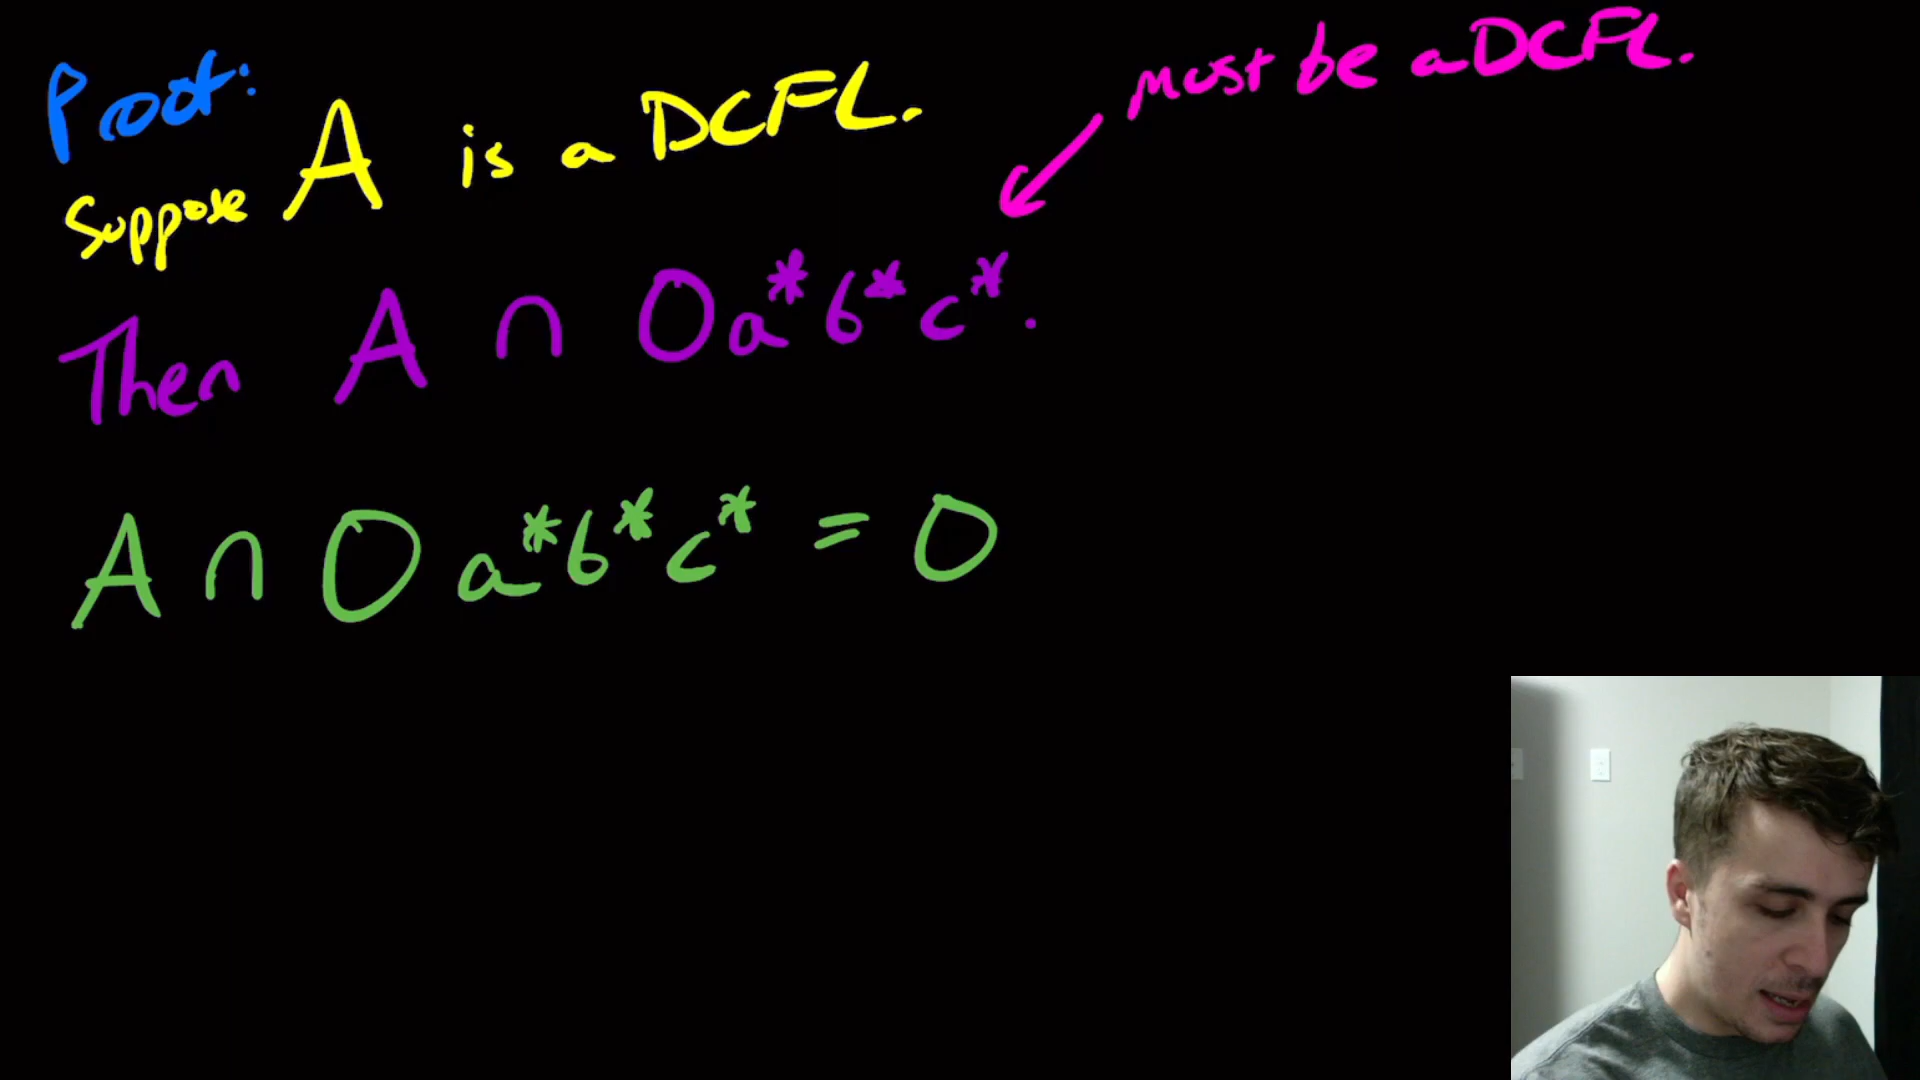 Proof:
Suppose A is a DCFL.
must be a DCFL.
Then A ∩ 0a*b*c*.
A ∩ 0a*b*c* = 0